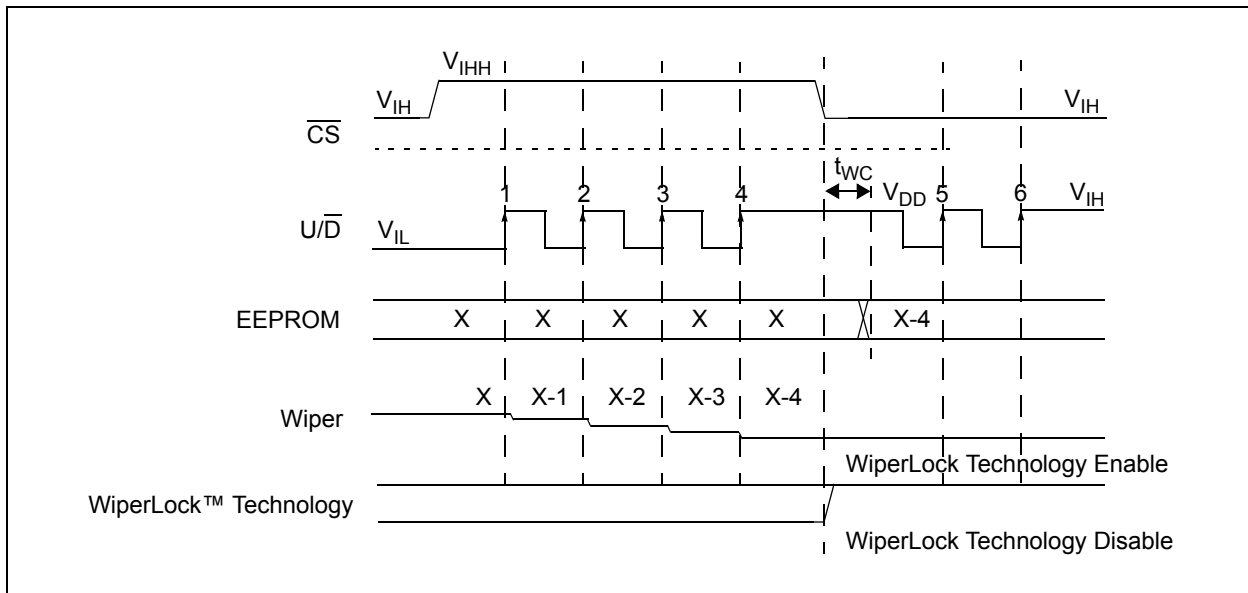 VIHH
VIH VIH
CS
tWC
1 2 3 4 VDD 5 6 VIH
U/D VIL
EEPROM X X X X X X-4
X X-1 X-2 X-3 X-4
Wiper
WiperLock Technology Enable
WiperLock™ Technology
WiperLock Technology Disable